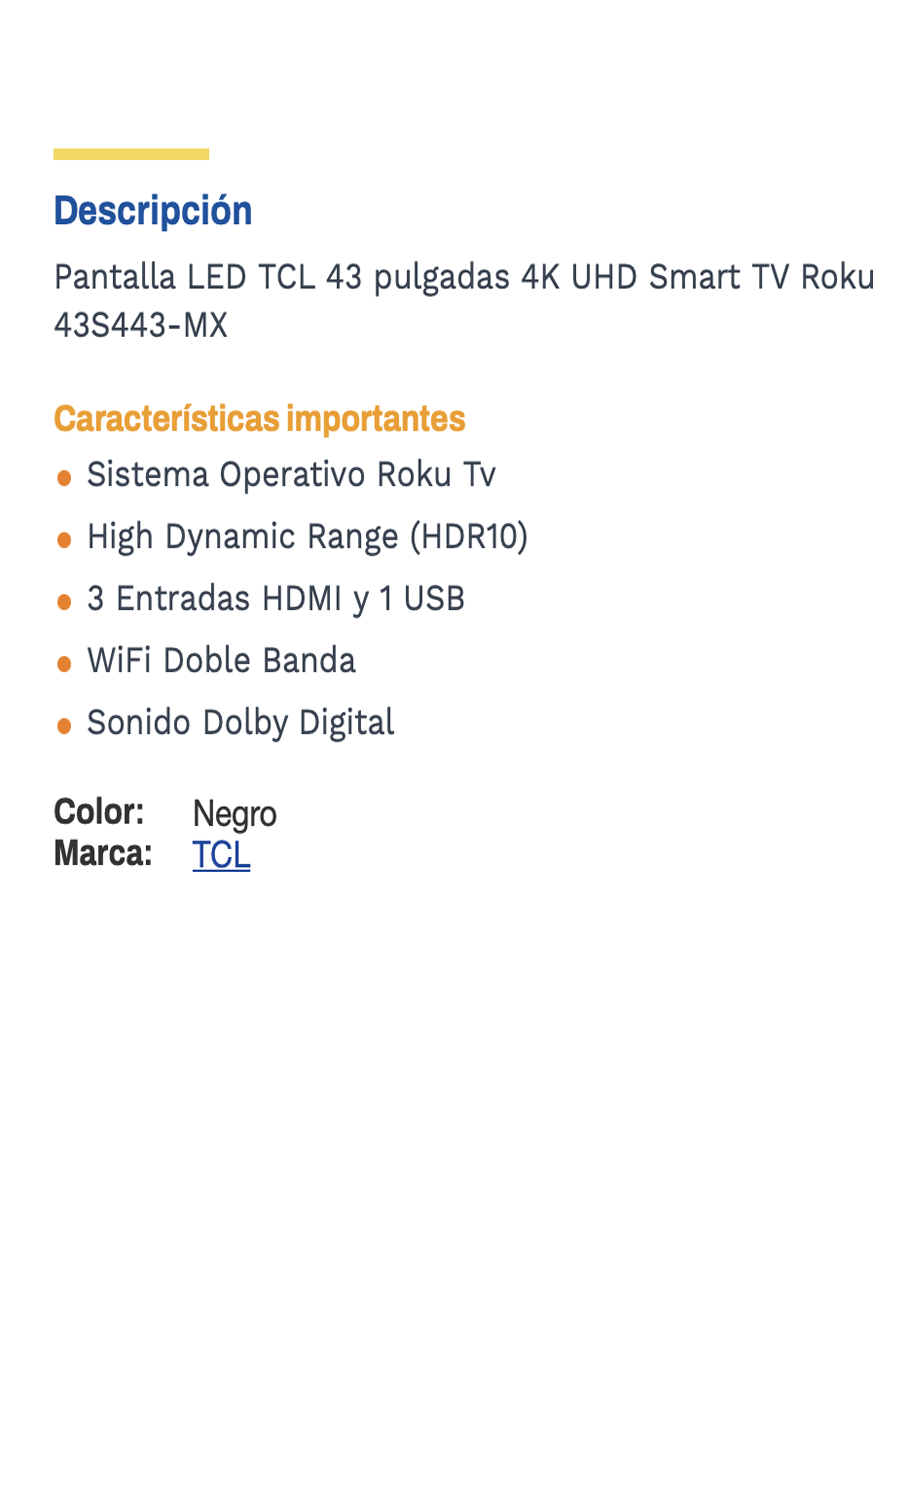 Descripción
Pantalla LED TCL 43 pulgadas 4K UHD Smart TV Roku
43S443-MX
Características importantes
● Sistema Operativo Roku Tv
● High Dynamic Range (HDR10)
● 3 Entradas HDMI y 1 USB
● WiFi Doble Banda
● Sonido Dolby Digital
Color: Negro
Marca: TCL